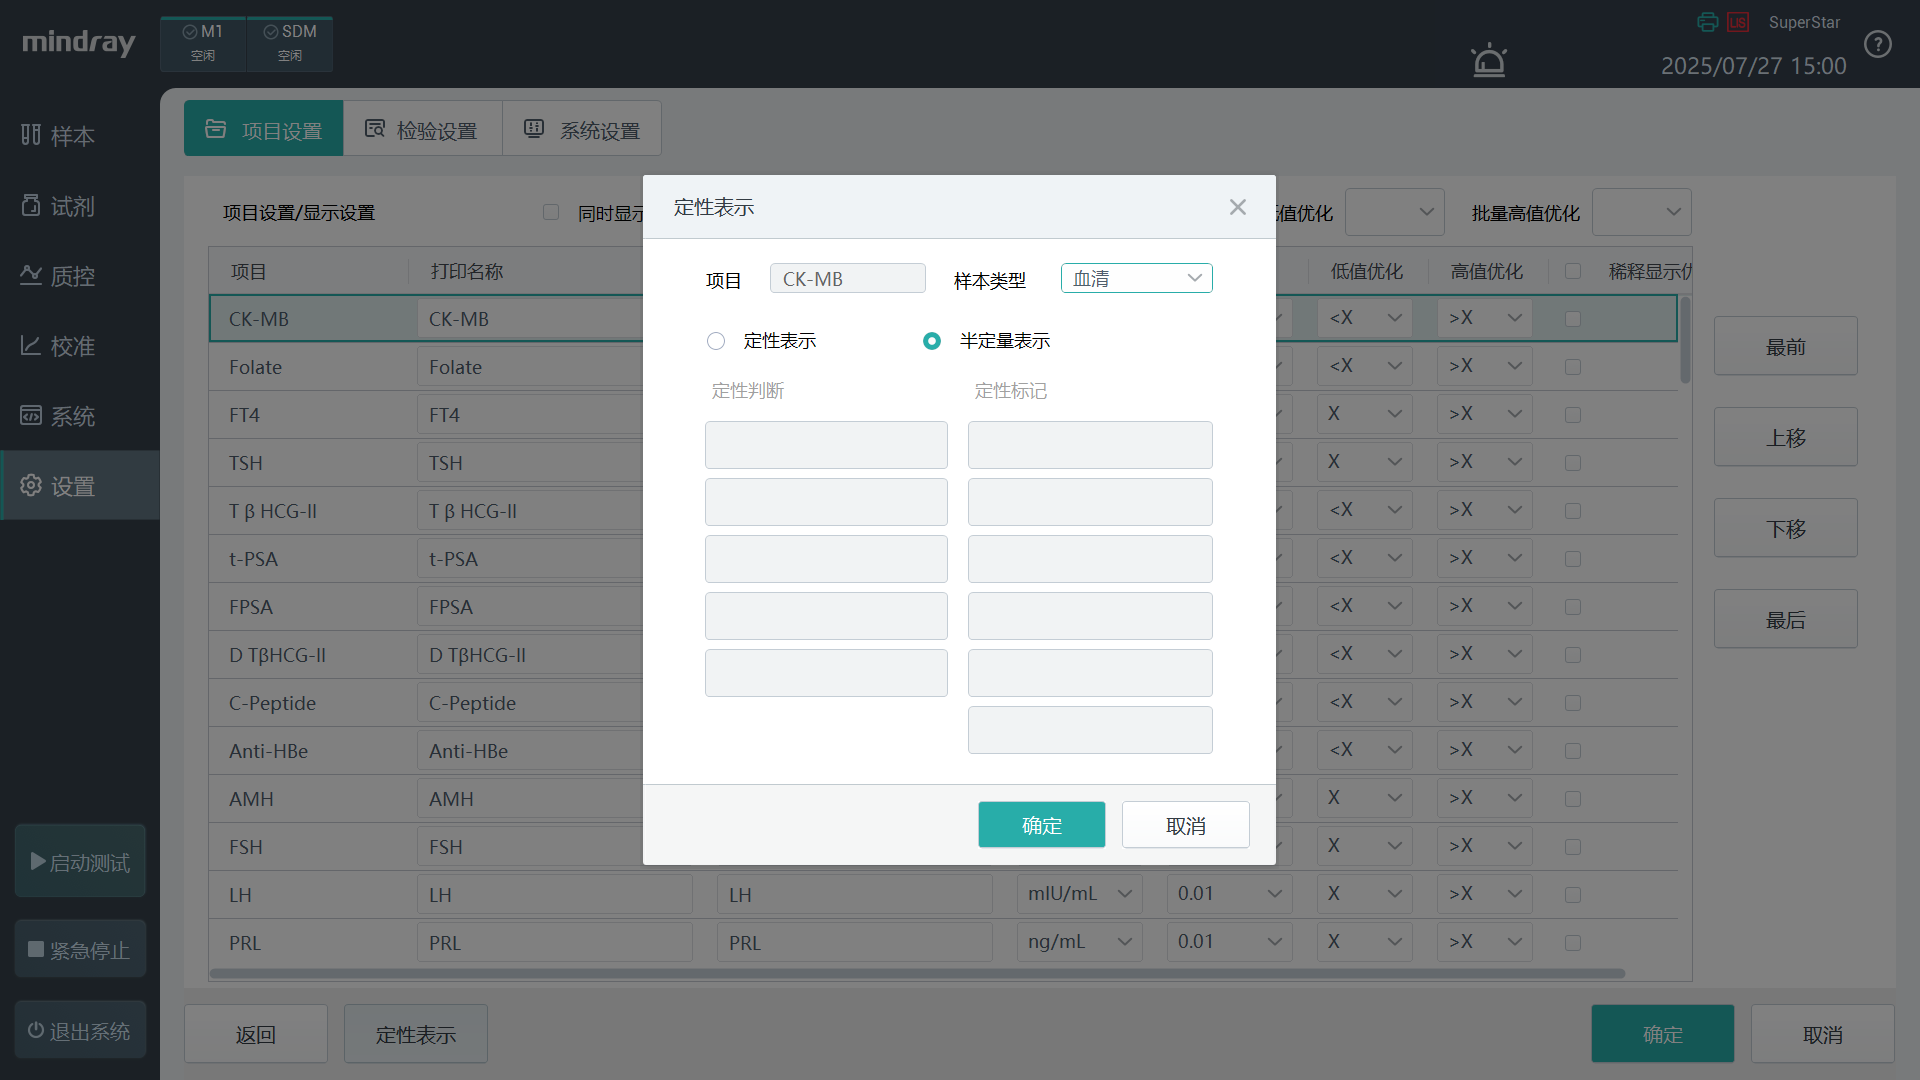 mindray
M1
空闲
SDM
空闲
LIS
SuperStar
2025/07/27 15:00
样本
试剂
质控
校准
系统
设置
启动测试
紧急停止
退出系统
项目设置
检验设置
系统设置
项目设置/显示设置
同时显示
值优化
批量高值优化
项目 打印名称 低值优化 高值优化 稀释显示优
CK-MB CK-MB <X >X
Folate Folate <X >X
FT4 FT4 X >X
TSH TSH X >X
T β HCG-II T β HCG-II <X >X
t-PSA t-PSA <X >X
FPSA FPSA <X >X
D TβHCG-II D TβHCG-II <X >X
C-Peptide C-Peptide <X >X
Anti-HBe Anti-HBe <X >X
AMH AMH X >X
FSH FSH X >X
LH LH LH mIU/mL 0.01 X >X
PRL PRL PRL ng/mL 0.01 X >X
最前
上移
下移
最后
返回
定性表示
确定
取消
定性表示
项目 CK-MB 样本类型 血清
定性表示 半定量表示
定性判断 定性标记
确定 取消